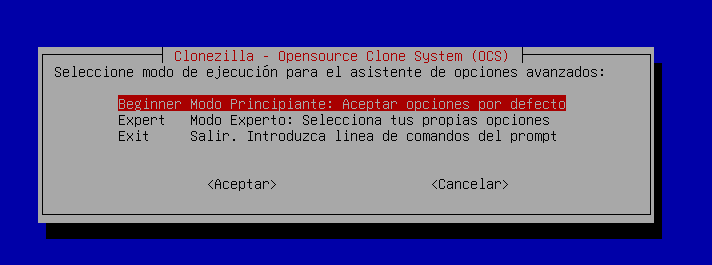 Clonezilla - Opensource Clone System (OCS)
Seleccione modo de ejecución para el asistente de opciones avanzados:
Beginner Modo Principiante: Aceptar opciones por defecto
Expert Modo Experto: Selecciona tus propias opciones
Exit Salir. Introduzca linea de comandos del prompt
<Aceptar> <Cancelar>